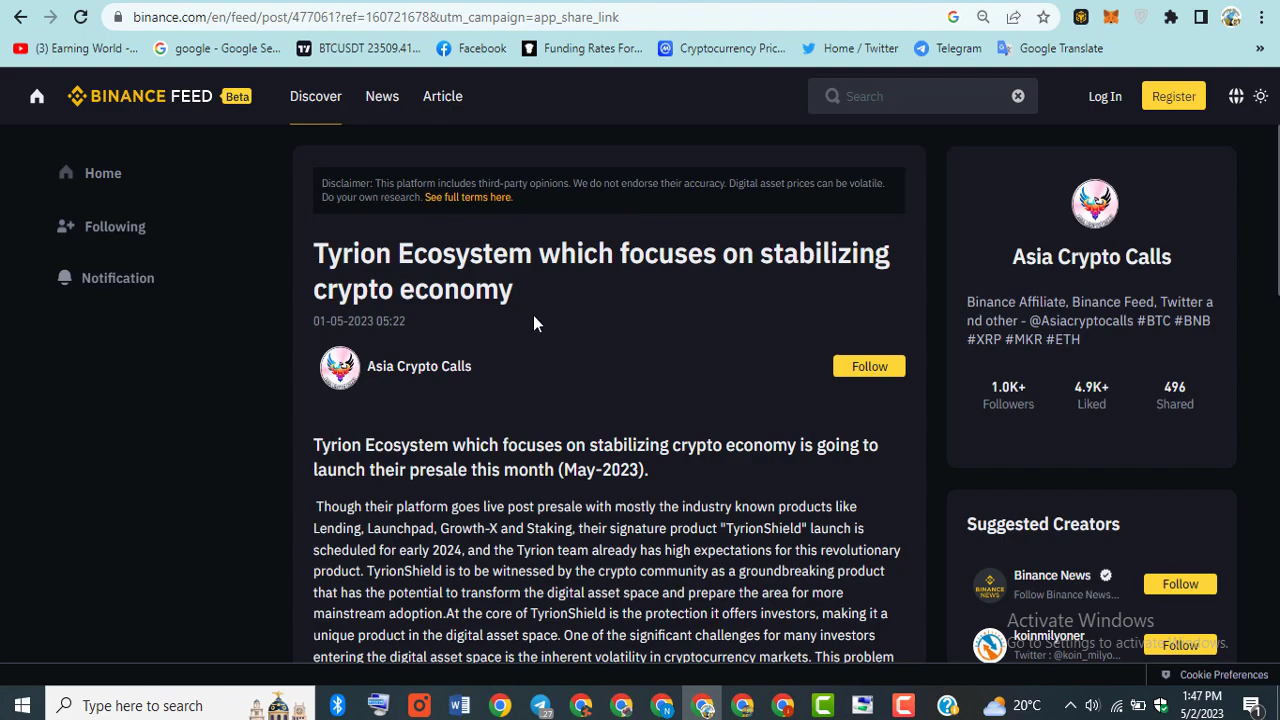 binance.com/en/feed/post/477061?ref=160721678&utm_campaign=app_share_link
(3) Earning World -...
google - Google Se...
BTCUSDT 23509.41...
Facebook
Funding Rates For...
Cryptocurrency Pric...
Home / Twitter
Telegram
Google Translate
»
BINANCE FEED Beta
Discover
News
Article
Search
Log In
Register
Home
Following
Notification
Disclaimer: This platform includes third-party opinions. We do not endorse their accuracy. Digital asset prices can be volatile.
Do your own research. See full terms here.
Tyrion Ecosystem which focuses on stabilizing
crypto economy
01-05-2023 05:22
Asia Crypto Calls
Follow
Tyrion Ecosystem which focuses on stabilizing crypto economy is going to
launch their presale this month (May-2023).
Though their platform goes live post presale with mostly the industry known products like
Lending, Launchpad, Growth-X and Staking, their signature product "TyrionShield" launch is
scheduled for early 2024, and the Tyrion team already has high expectations for this revolutionary
product. TyrionShield is to be witnessed by the crypto community as a groundbreaking product
that has the potential to transform the digital asset space and prepare the area for more
mainstream adoption.At the core of TyrionShield is the protection it offers investors, making it a
unique product in the digital asset space. One of the significant challenges for many investors
entering the digital asset space is the inherent volatility in cryptocurrency markets. This problem
Asia Crypto Calls
Binance Affiliate, Binance Feed, Twitter a
nd other - @Asiacryptocalls #BTC #BNB
#XRP #MKR #ETH
1.0K+
Followers
4.9K+
Liked
496
Shared
Suggested Creators
Binance News
Follow Binance News...
Follow
koinmilyoner
Twitter : @koin_milyo...
Follow
Activate Windows
Go to Settings to activate Windows.
Cookie Preferences
Type here to search
27
20°C
1:47 PM
5/2/2023
1